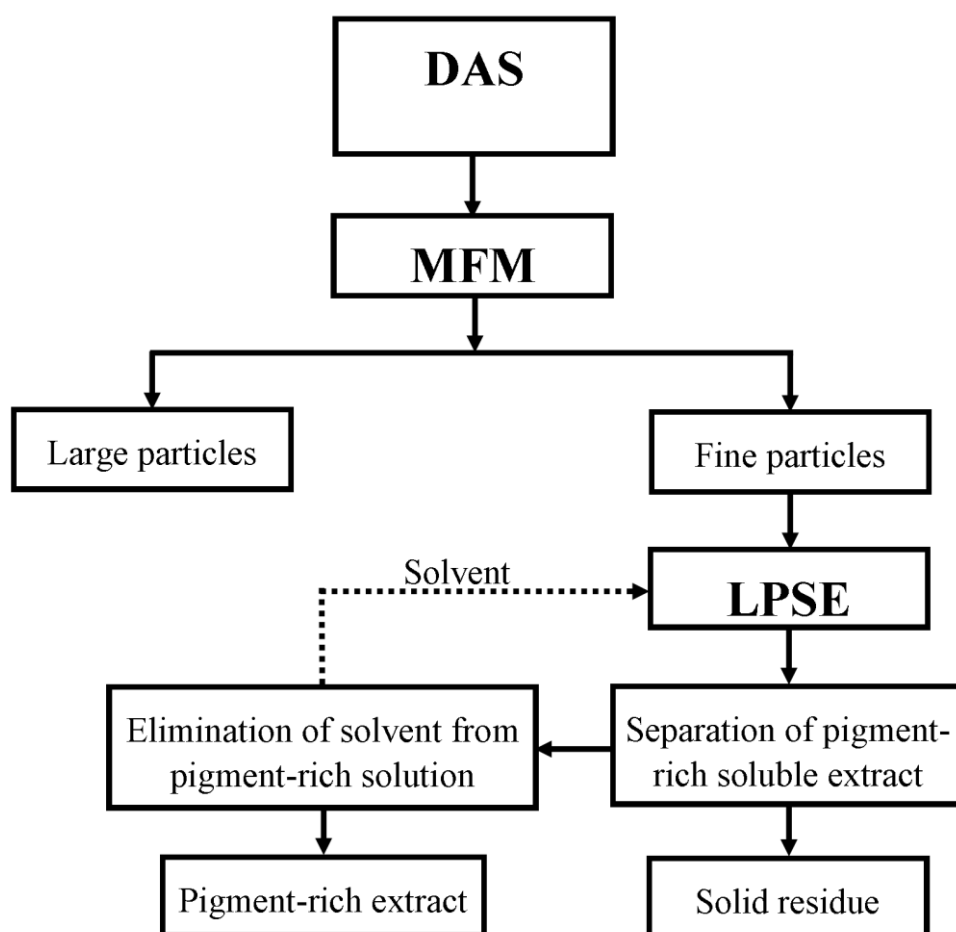 DAS
MFM
Large particles
Fine particles
Solvent
LPSE
Elimination of solvent from
pigment-rich solution
Separation of pigment-
rich soluble extract
Pigment-rich extract
Solid residue